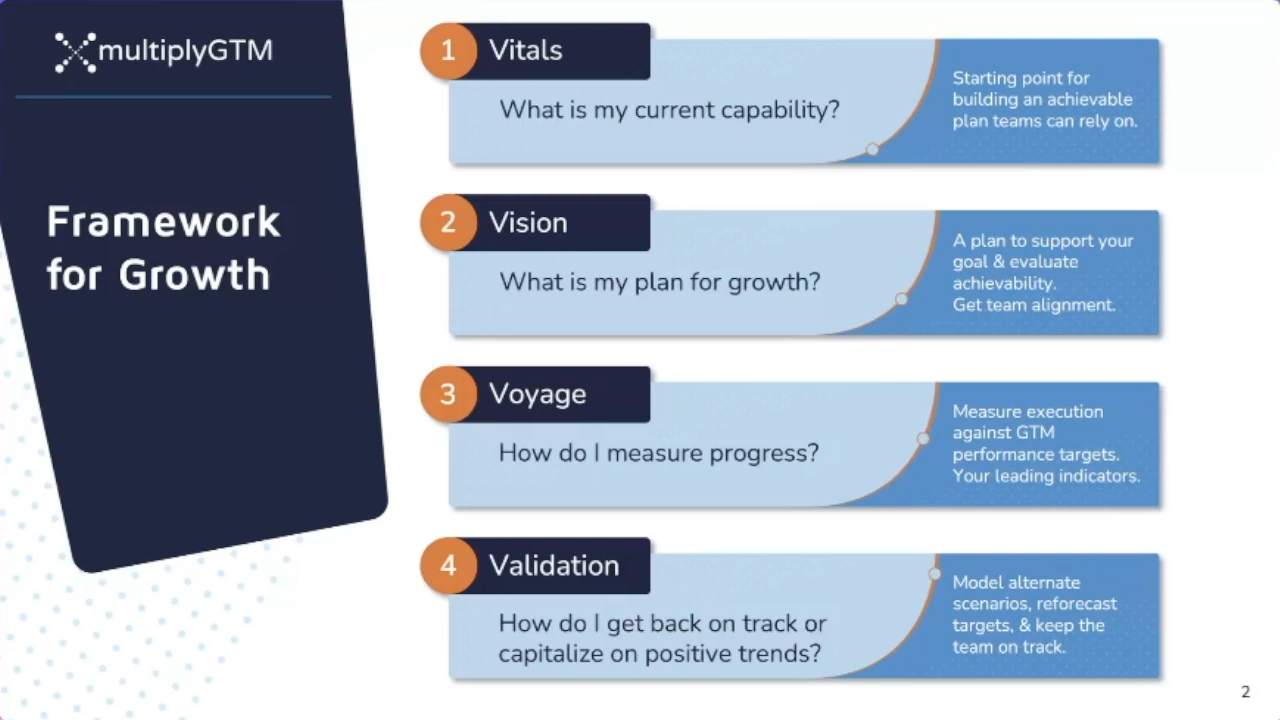 multiplyGTM
Framework
for Growth
1 Vitals
What is my current capability?
Starting point for
building an achievable
plan teams can rely on.
2 Vision
What is my plan for growth?
A plan to support your
goal & evaluate
achievability.
Get team alignment.
3 Voyage
How do I measure progress?
Measure execution
against GTM
performance targets.
Your leading indicators.
4 Validation
How do I get back on track or
capitalize on positive trends?
Model alternate
scenarios, reforecast
targets, & keep the
team on track.
2